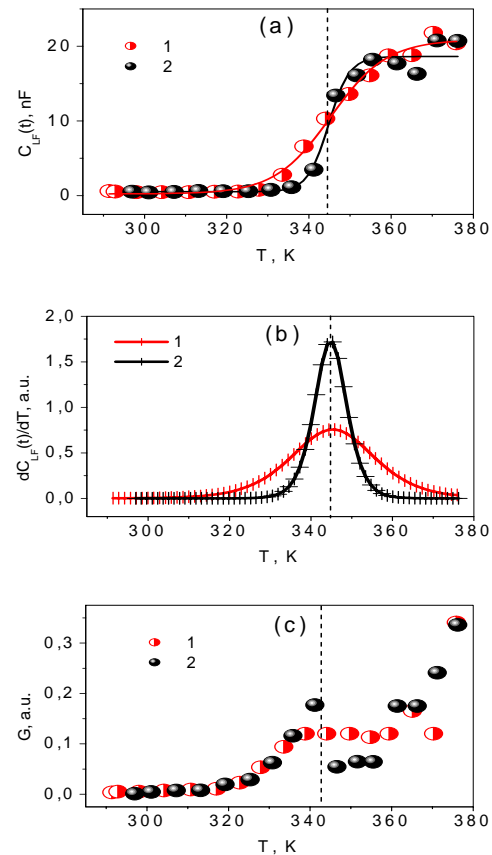 (a)
1
2
C_LF(t), nF
20
10
0
300 320 340 360 380
T, K
(b)
1
2
dC_LF(t)/dT, a.u.
2,0
1,5
1,0
0,5
0,0
300 320 340 360 380
T, K
(c)
1
2
G, a.u.
0,3
0,2
0,1
0,0
300 320 340 360 380
T, K